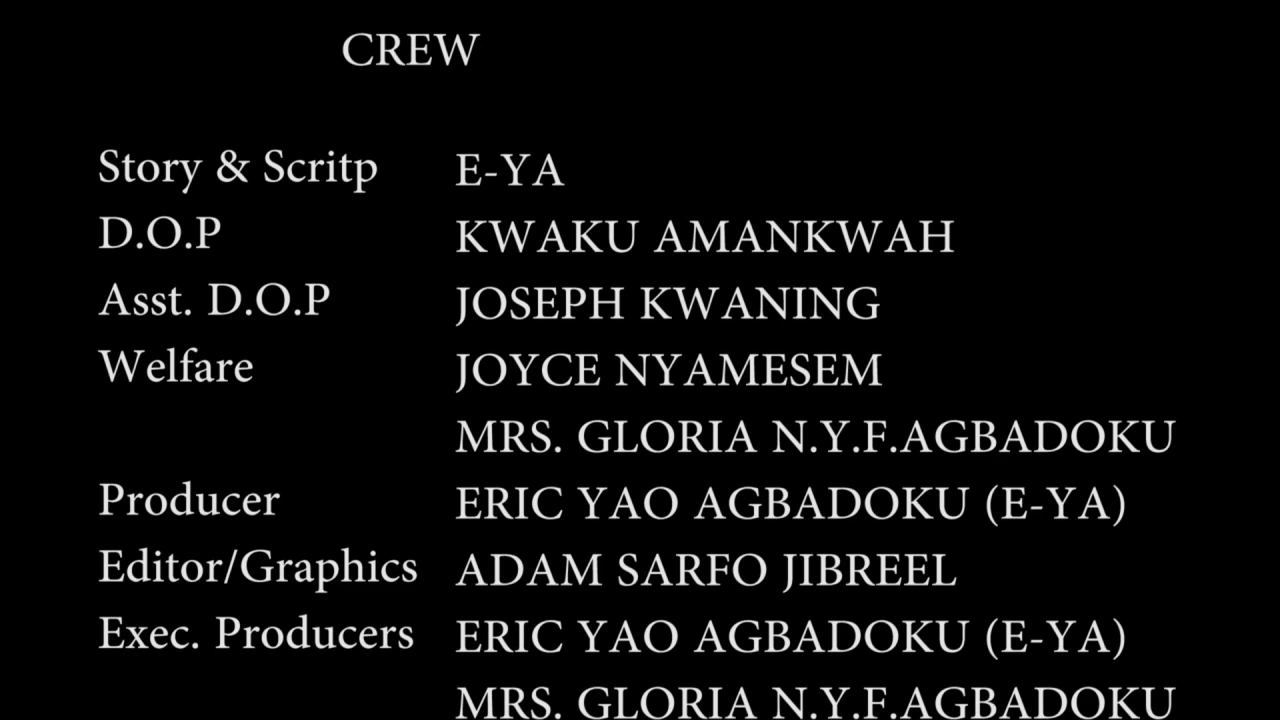 CREW
Story & Scritp E-YA
D.O.P KWAKU AMANKWAH
Asst. D.O.P JOSEPH KWANING
Welfare JOYCE NYAMESEM
MRS. GLORIA N.Y.F.AGBADOKU
Producer ERIC YAO AGBADOKU (E-YA)
Editor/Graphics ADAM SARFO JIBREEL
Exec. Producers ERIC YAO AGBADOKU (E-YA)
MRS. GLORIA N.Y.F.AGBADOKU